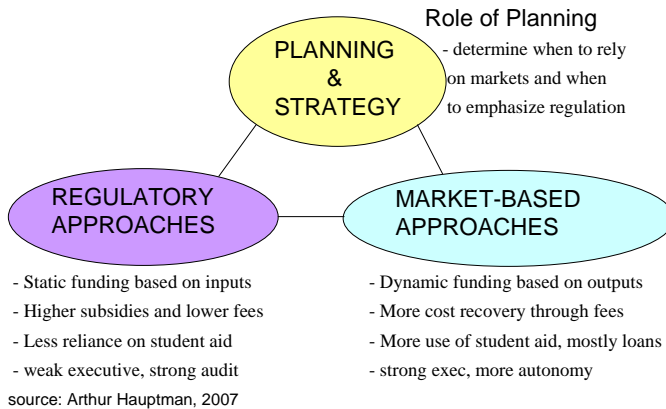 Role of Planning
PLANNING
&
STRATEGY
- determine when to rely
on markets and when
to emphasize regulation
REGULATORY
APPROACHES
MARKET-BASED
APPROACHES
- Static funding based on inputs
- Higher subsidies and lower fees
- Less reliance on student aid
- weak executive, strong audit
- Dynamic funding based on outputs
- More cost recovery through fees
- More use of student aid, mostly loans
- strong exec, more autonomy
source: Arthur Hauptman, 2007